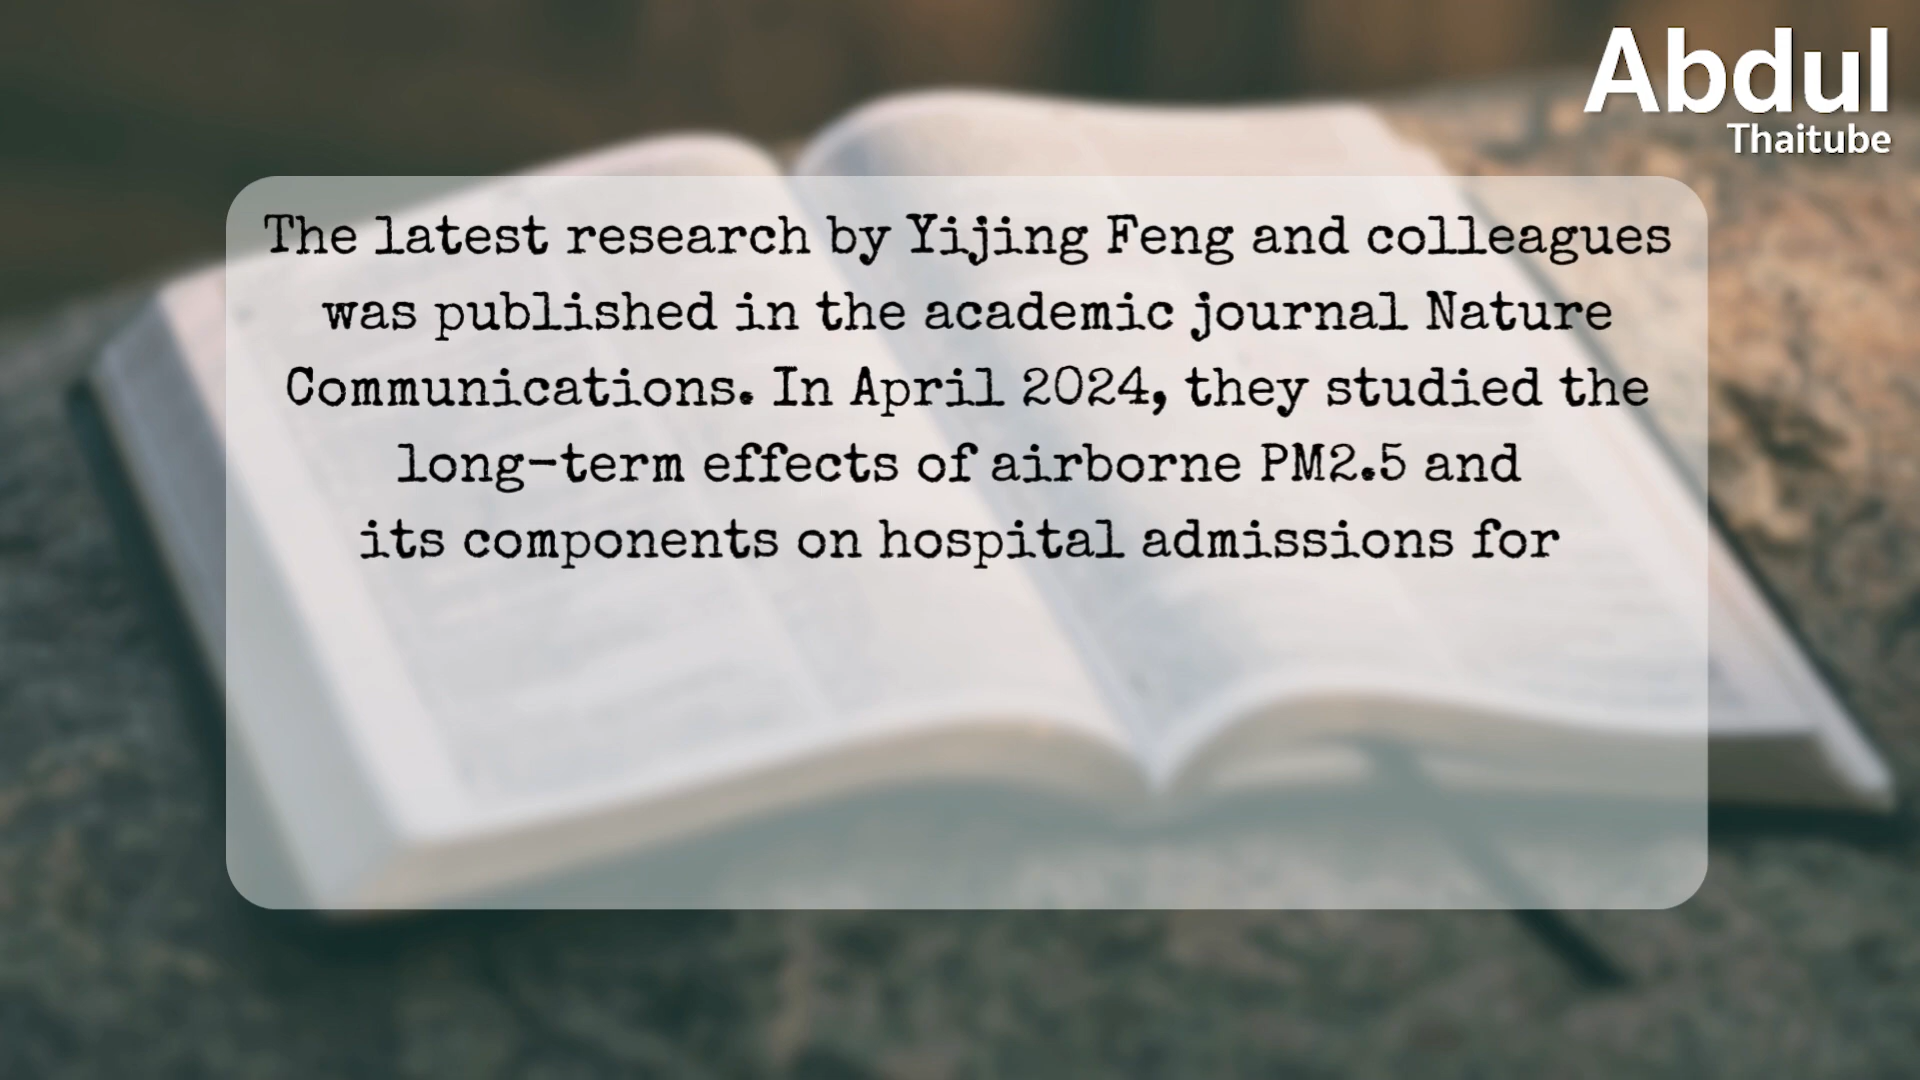 Abdul
Thaitube
The latest research by Yijing Feng and colleagues
was published in the academic journal Nature
Communications. In April 2024, they studied the
long-term effects of airborne PM2.5 and
its components on hospital admissions for